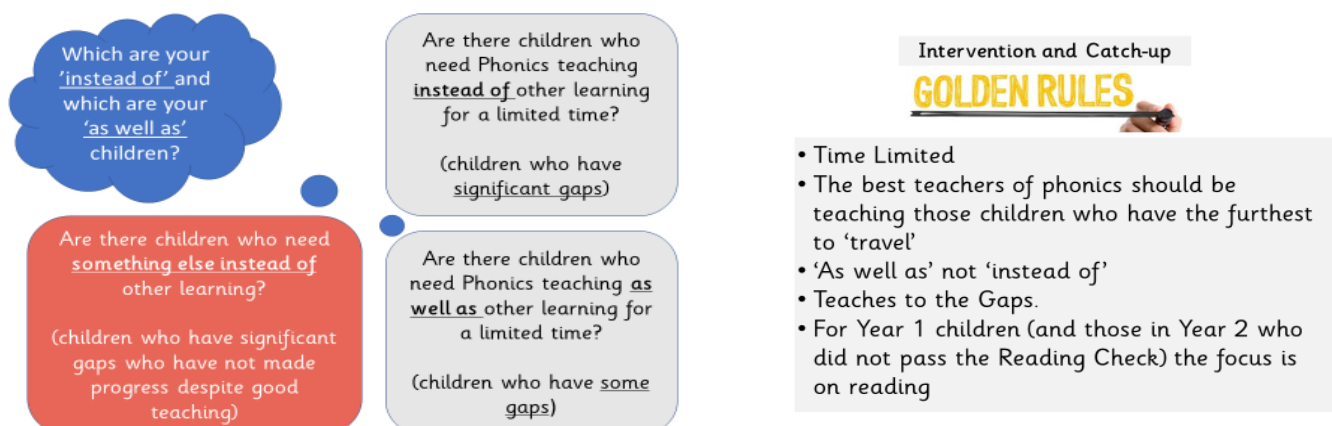 Which are your
'instead of' and
which are your
'as well as'
children?
Are there children who
need Phonics teaching
instead of other learning
for a limited time?
(children who have
significant gaps)
Are there children who need
something else instead of
other learning?
(children who have significant
gaps who have not made
progress despite good
teaching)
Are there children who
need Phonics teaching as
well as other learning for
a limited time?
(children who have some
gaps)
Intervention and Catch-up
GOLDEN RULES
• Time Limited
• The best teachers of phonics should be
teaching those children who have the furthest
to 'travel'
• 'As well as' not 'instead of'
• Teaches to the Gaps.
• For Year 1 children (and those in Year 2 who
did not pass the Reading Check) the focus is
on reading